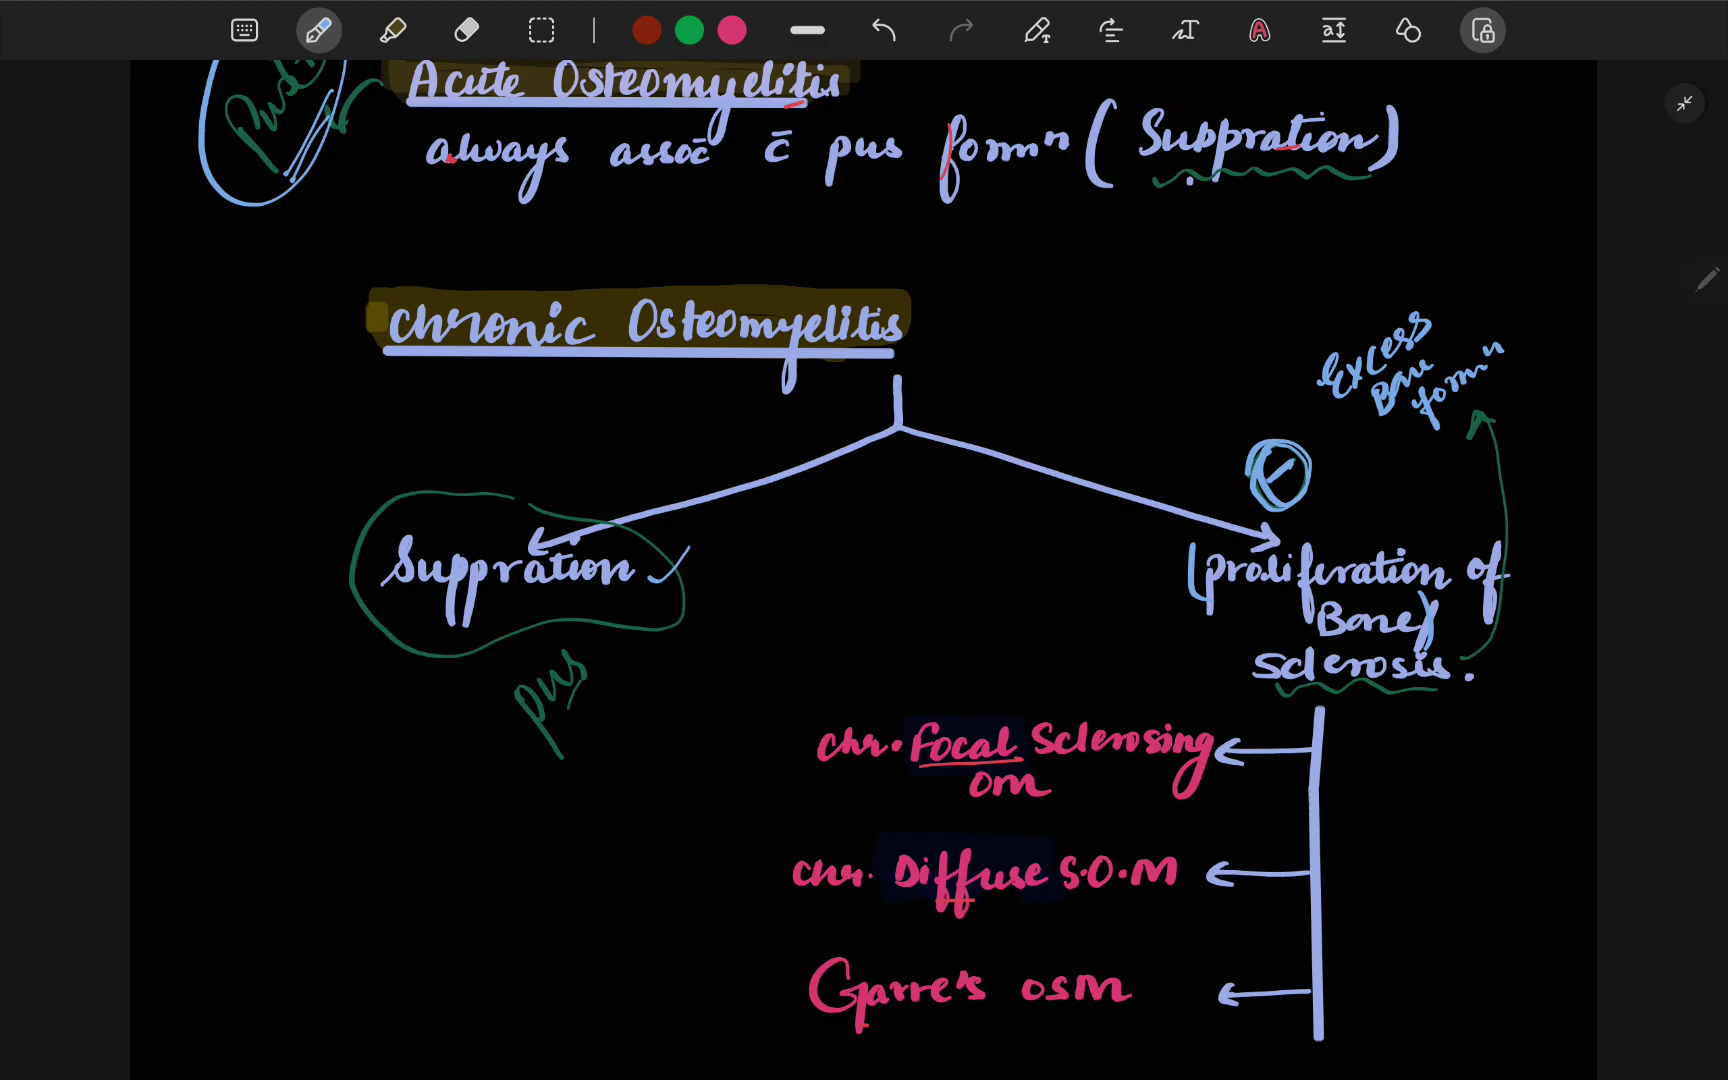 Acute Osteomyelitis
always assoc̄ c̄ pus formⁿ (Suppration)
Chronic Osteomyelitis
Excess
Bone
formⁿ
Suppration
pus
(proliferation of
Bone)
sclerosis.
chr. Focal Sclerosing
OM
chr. Diffuse S.O.M
Garre's OSM